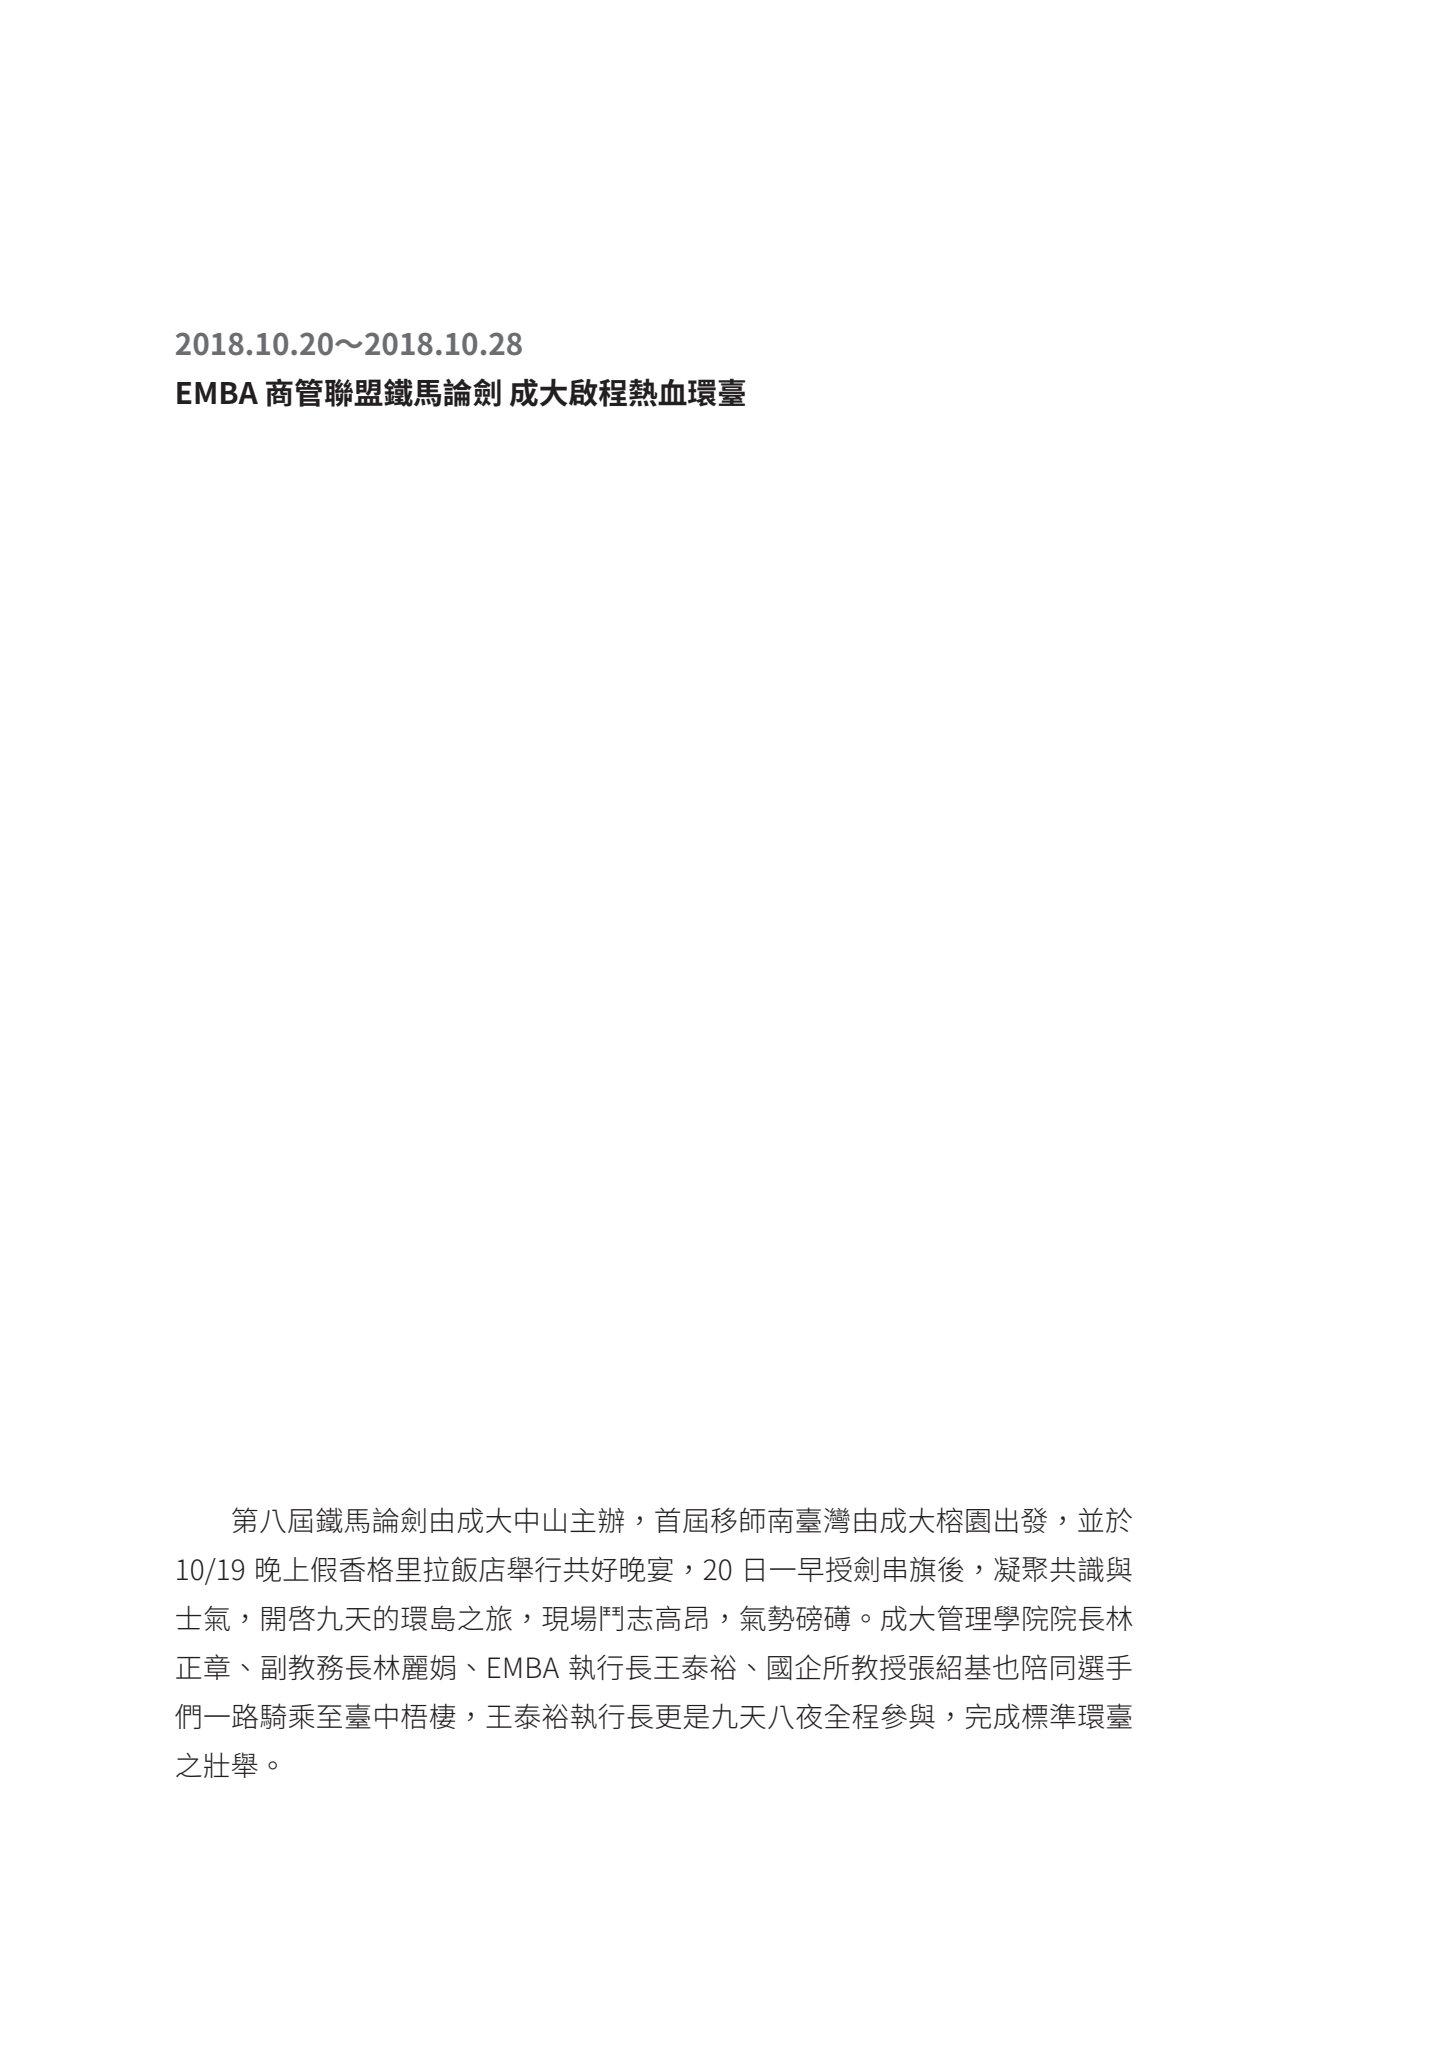 2018.10.20～2018.10.28
EMBA 商管聯盟鐵馬論劍 成大啟程熱血環臺
第八屆鐵馬論劍由成大中山主辦，首屆移師南臺灣由成大榕園出發，並於
10/19 晚上假香格里拉飯店舉行共好晚宴，20 日一早授劍串旗後，凝聚共識與
士氣，開啓九天的環島之旅，現場鬥志高昂，氣勢磅礡。成大管理學院院長林
正章、副教務長林麗娟、EMBA 執行長王泰裕、國企所教授張紹基也陪同選手
們一路騎乘至臺中梧棲，王泰裕執行長更是九天八夜全程參與，完成標準環臺
之壯舉。